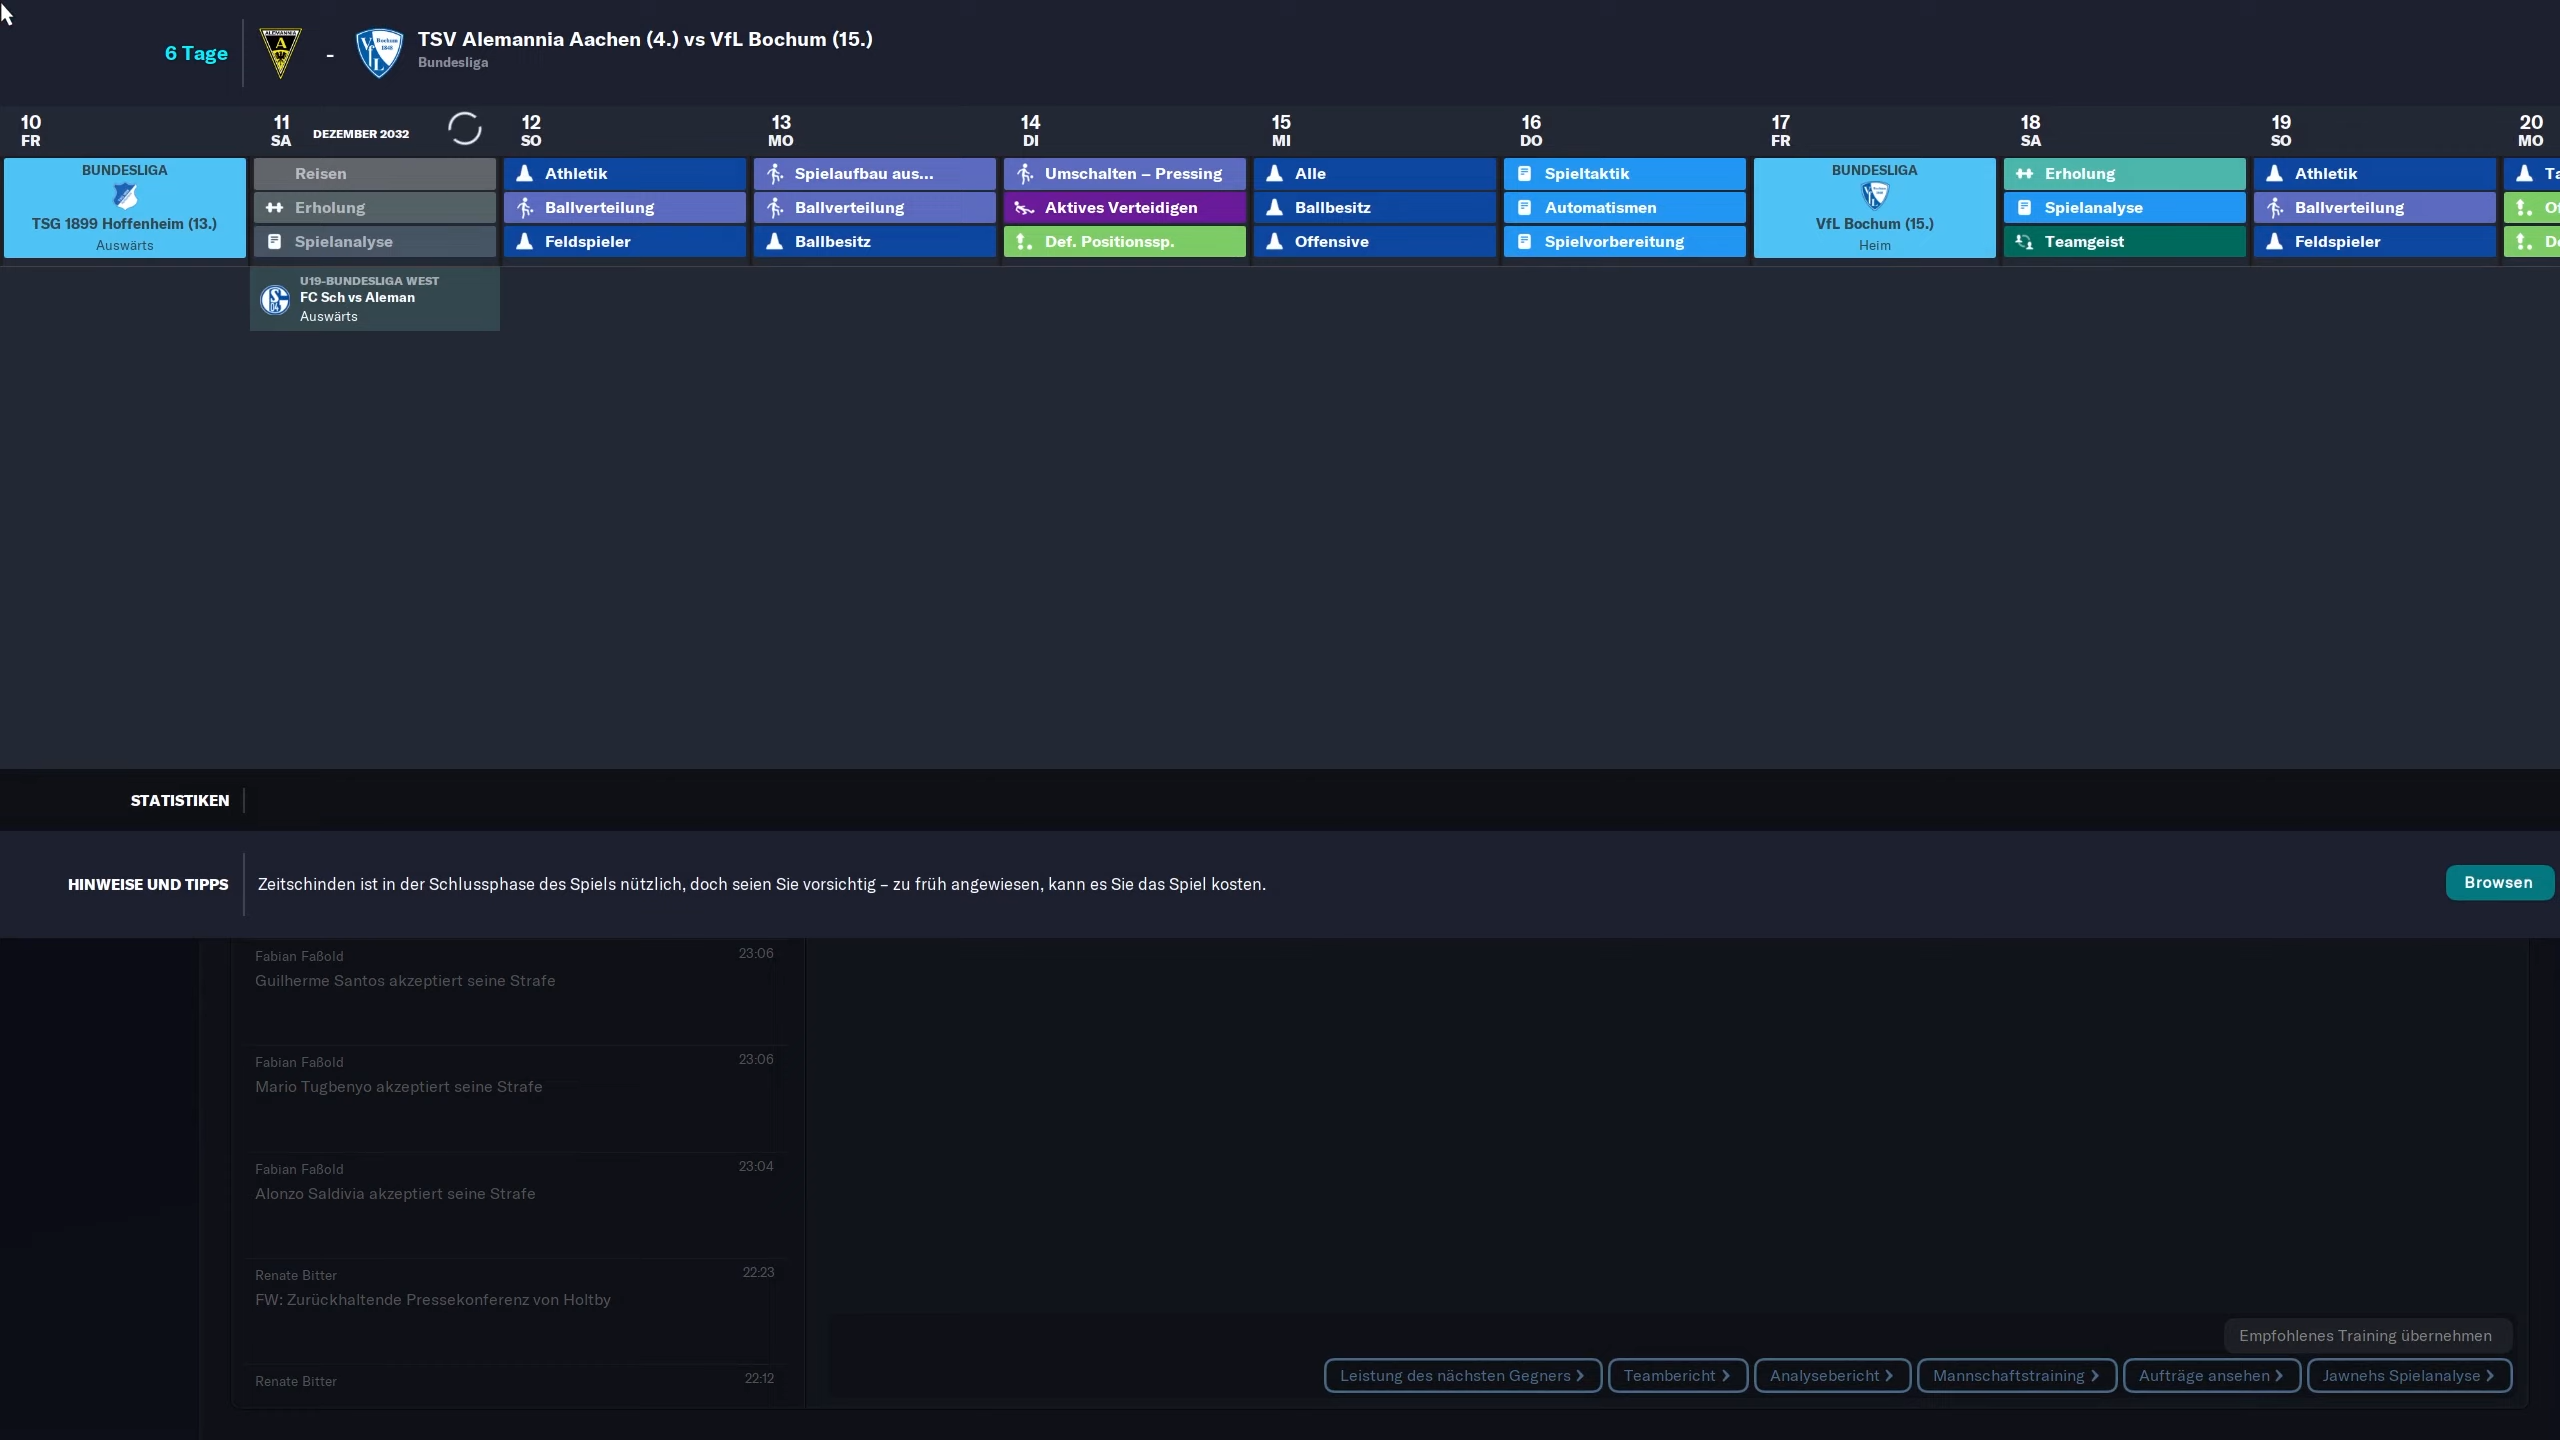 6 Tage
-
TSV Alemannia Aachen (4.) vs VfL Bochum (15.)
Bundesliga
10
FR
11
SA
DEZEMBER 2032
12
SO
13
MO
14
DI
15
MI
16
DO
17
FR
18
SA
19
SO
20
MO
BUNDESLIGA
TSG 1899 Hoffenheim (13.)
Auswärts
Reisen
Erholung
Spielanalyse
Athletik
Ballverteilung
Feldspieler
Spielaufbau aus...
Ballverteilung
Ballbesitz
Umschalten – Pressing
Aktives Verteidigen
Def. Positionssp.
Alle
Ballbesitz
Offensive
Spieltaktik
Automatismen
Spielvorbereitung
BUNDESLIGA
VfL Bochum (15.)
Heim
Erholung
Spielanalyse
Teamgeist
Athletik
Ballverteilung
Feldspieler
U19-BUNDESLIGA WEST
FC Sch vs Aleman
Auswärts
STATISTIKEN
HINWEISE UND TIPPS
Zeitschinden ist in der Schlussphase des Spiels nützlich, doch seien Sie vorsichtig – zu früh angewiesen, kann es Sie das Spiel kosten.
Browsen
Fabian Faßold
23:06
Guilherme Santos akzeptiert seine Strafe
Fabian Faßold
23:06
Mario Tugbenyo akzeptiert seine Strafe
Fabian Faßold
23:04
Alonzo Saldivia akzeptiert seine Strafe
Renate Bitter
22:23
FW: Zurückhaltende Pressekonferenz von Holtby
Renate Bitter
22:12
Empfohlenes Training übernehmen
Leistung des nächsten Gegners
Teambericht
Analysebericht
Mannschaftstraining
Aufträge ansehen
Jawnehs Spielanalyse